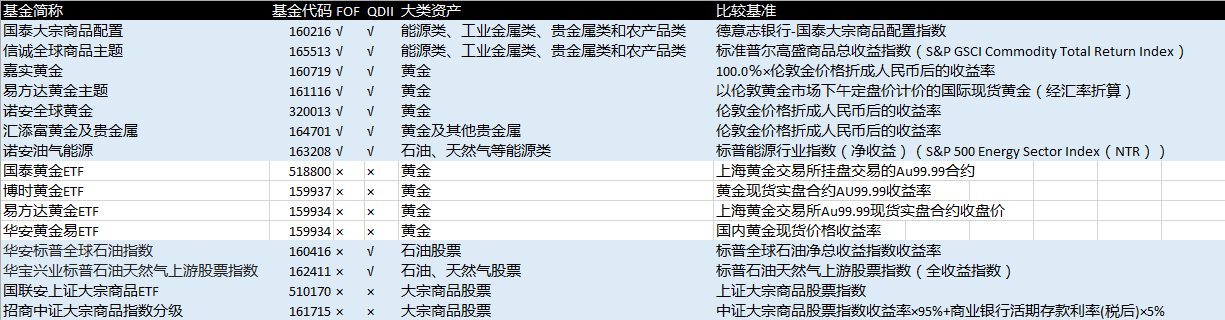 基金简称 基金代码 FOF QDII 大类资产 比较基准
国泰大宗商品配置 160216 √ √ 能源类、工业金属类、贵金属类和农产品类 德意志银行-国泰大宗商品配置指数
信诚全球商品主题 165513 √ √ 能源类、工业金属类、贵金属类和农产品类 标准普尔高盛商品总收益指数（S&P GSCI Commodity Total Return Index）
嘉实黄金 160719 √ √ 黄金 100.0%×伦敦金价格折成人民币后的收益率
易方达黄金主题 161116 √ √ 黄金 以伦敦黄金市场下午定盘价计价的国际现货黄金（经汇率折算）
诺安全球黄金 320013 √ √ 黄金 伦敦金价格折成人民币后的收益率
汇添富黄金及贵金属 164701 √ √ 黄金及其他贵金属 伦敦金价格折成人民币后的收益率
诺安油气能源 163208 √ √ 石油、天然气等能源类 标普能源行业指数（净收益）（S&P 500 Energy Sector Index（NTR））
国泰黄金ETF 518800 × × 黄金 上海黄金交易所挂盘交易的Au99.99合约
博时黄金ETF 159937 × × 黄金 黄金现货实盘合约AU99.99收益率
易方达黄金ETF 159934 × × 黄金 上海黄金交易所Au99.99现货实盘合约收盘价
华安黄金易ETF 159934 × × 黄金 国内黄金现货价格收益率
华安标普全球石油指数 160416 × √ 石油股票 标普全球石油净总收益指数收益率
华宝兴业标普石油天然气上游股票指数 162411 × √ 石油、天然气股票 标普石油天然气上游股票指数（全收益指数）
国联安上证大宗商品ETF 510170 × × 大宗商品股票 上证大宗商品股票指数
招商中证大宗商品指数分级 161715 × × 大宗商品股票 中证大宗商品股票指数收益率×95%+商业银行活期存款利率(税后)×5%